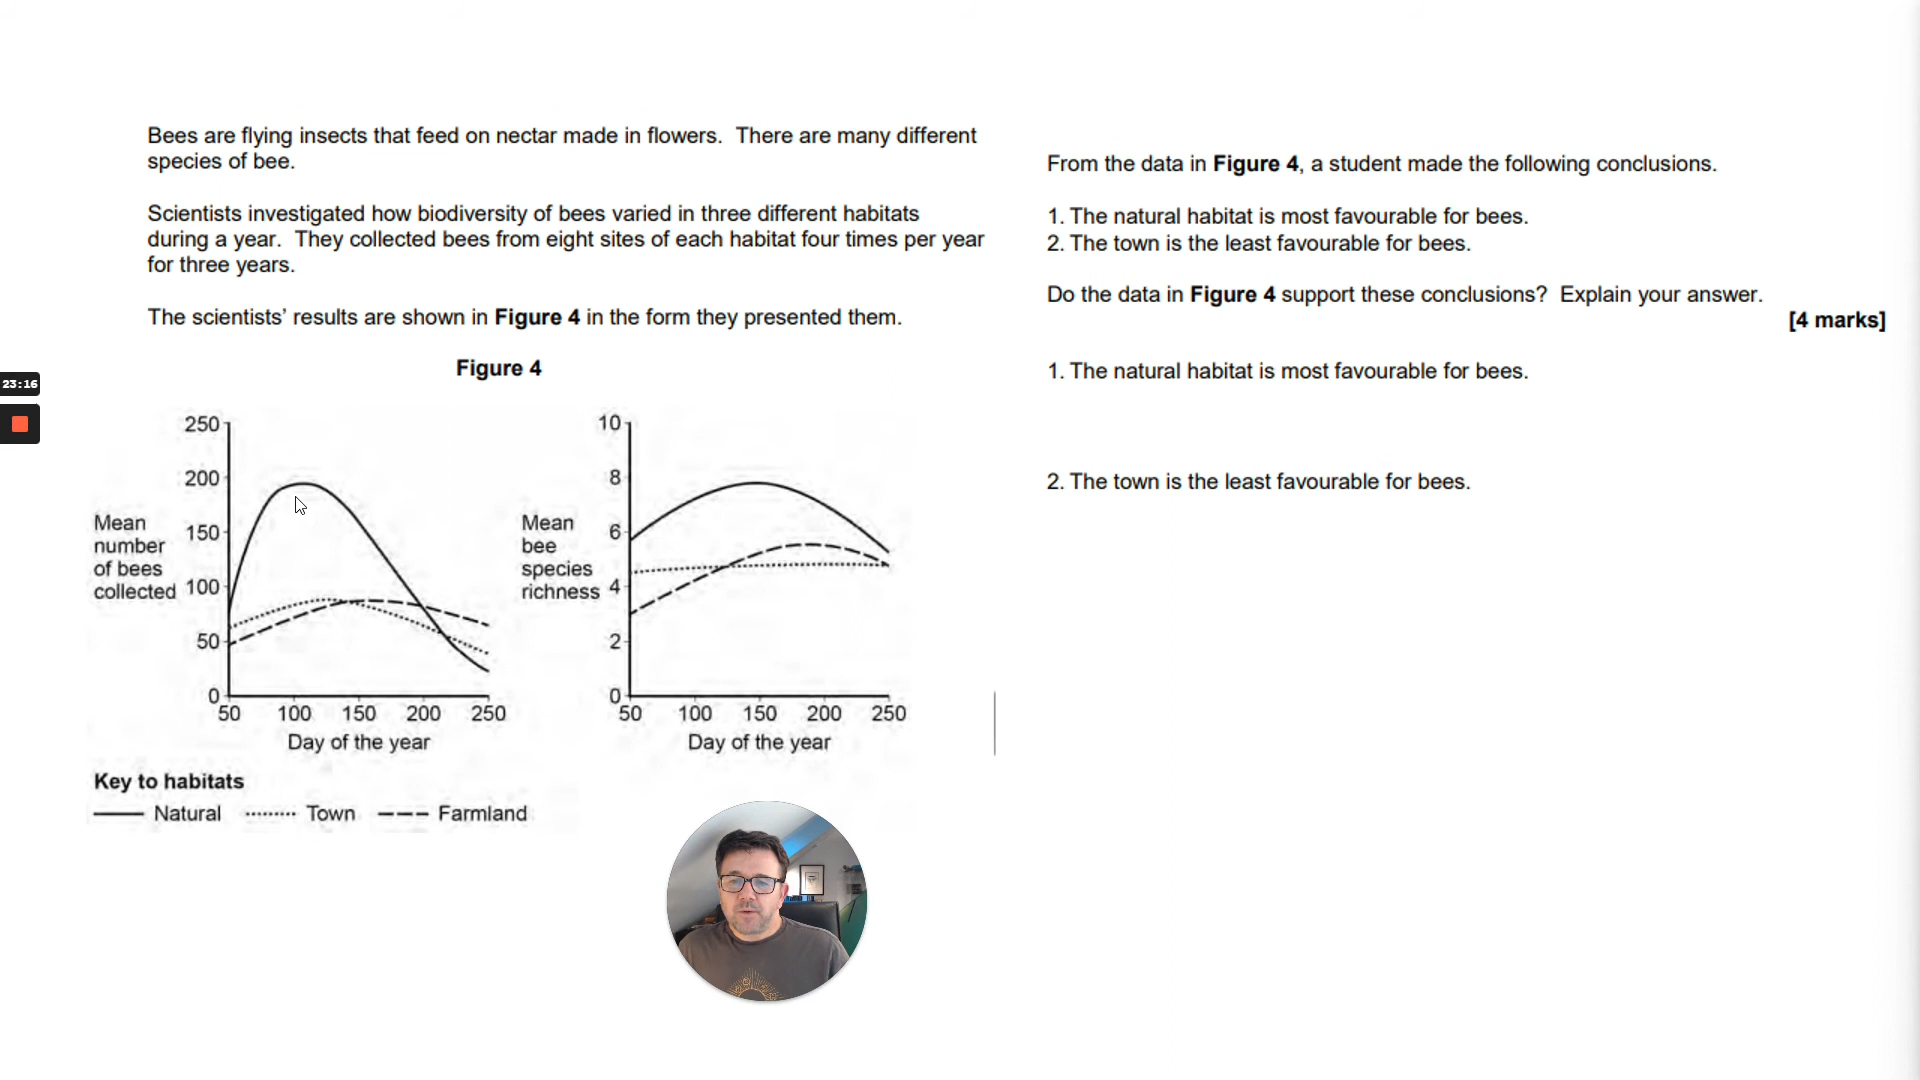 Bees are flying insects that feed on nectar made in flowers. There are many different
species of bee.
Scientists investigated how biodiversity of bees varied in three different habitats
during a year. They collected bees from eight sites of each habitat four times per year
for three years.
The scientists' results are shown in Figure 4 in the form they presented them.
Figure 4
250
200
150
100
50
0
Mean
number
of bees
collected
50 100 150 200 250
Day of the year
10
8
6
4
2
0
Mean
bee
species
richness
50 100 150 200 250
Day of the year
Key to habitats
Natural Town Farmland
From the data in Figure 4, a student made the following conclusions.
1. The natural habitat is most favourable for bees.
2. The town is the least favourable for bees.
Do the data in Figure 4 support these conclusions? Explain your answer.
[4 marks]
1. The natural habitat is most favourable for bees.
2. The town is the least favourable for bees.
23:16